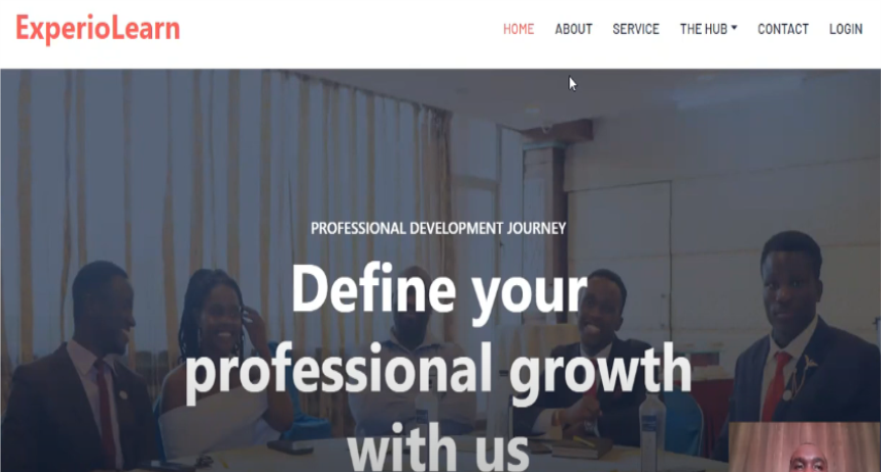 ExperioLearn
HOME ABOUT SERVICE THE HUB CONTACT LOGIN
PROFESSIONAL DEVELOPMENT JOURNEY
Define your
professional growth
with us